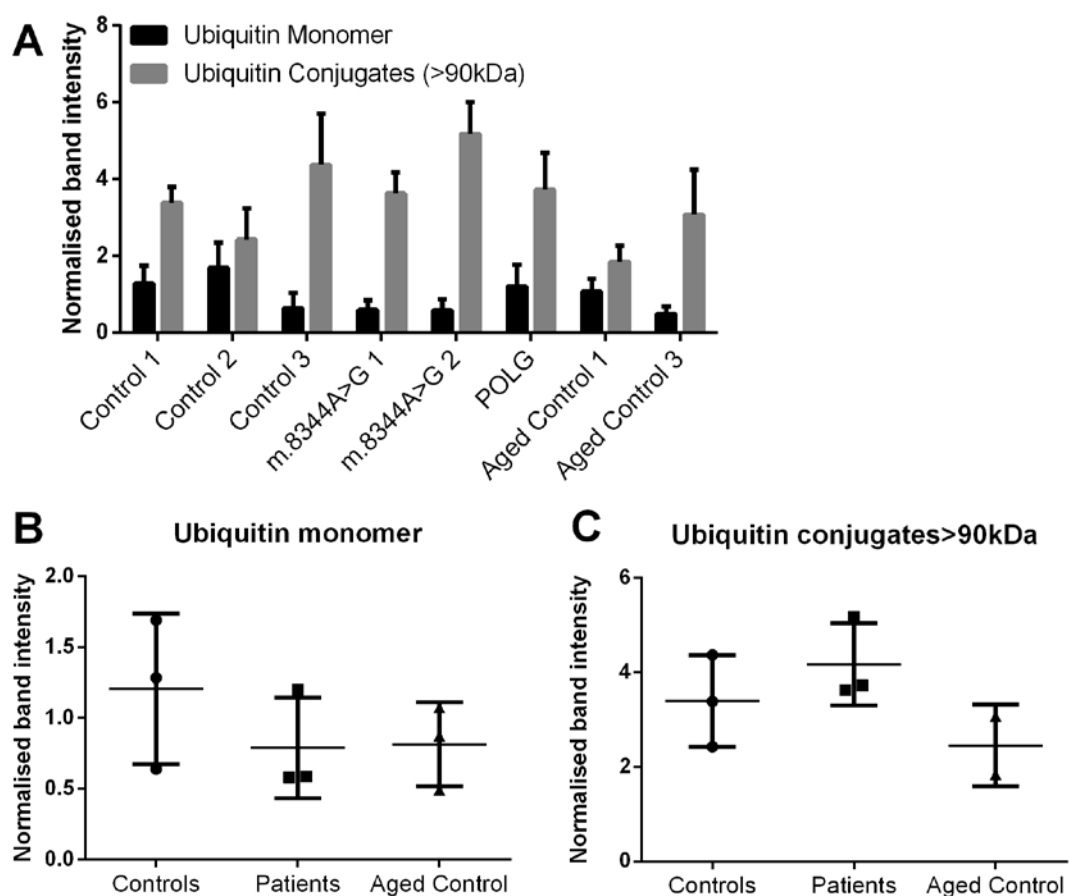 A
Normalised band intensity
8
6
4
2
0
Ubiquitin Monomer
Ubiquitin Conjugates (>90kDa)
Control 1
Control 2
Control 3
m.8344A>G 1
m.8344A>G 2
POLG
Aged Control 1
Aged Control 3
B
Ubiquitin monomer
Normalised band intensity
2.0
1.5
1.0
0.5
0.0
Controls
Patients
Aged Control
C
Ubiquitin conjugates>90kDa
Normalised band intensity
6
4
2
0
Controls
Patients
Aged Control